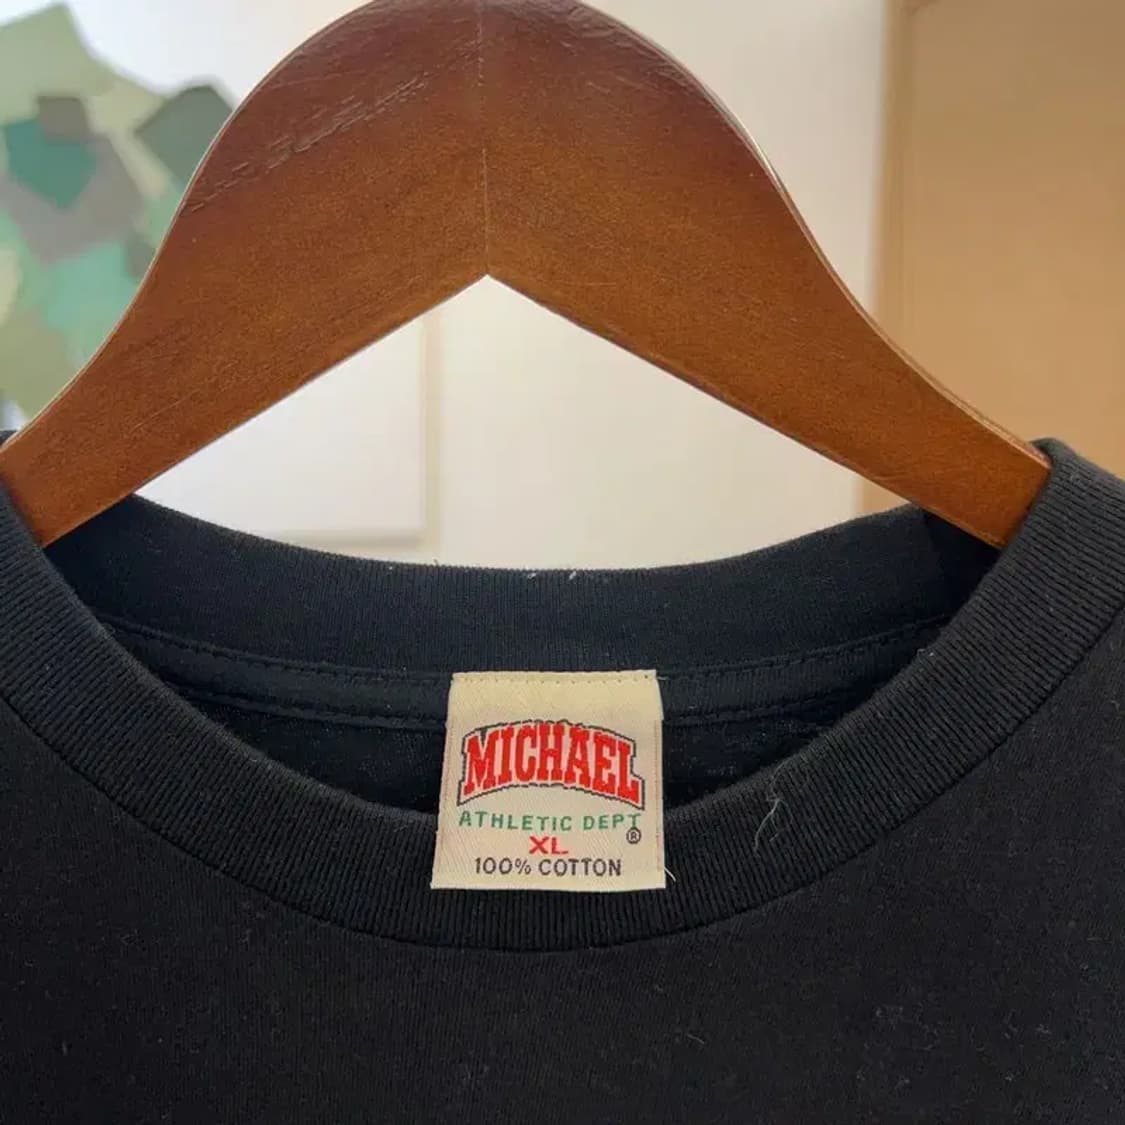 MICHAEL
ATHLETIC DEPT
®
XL
100% COTTON